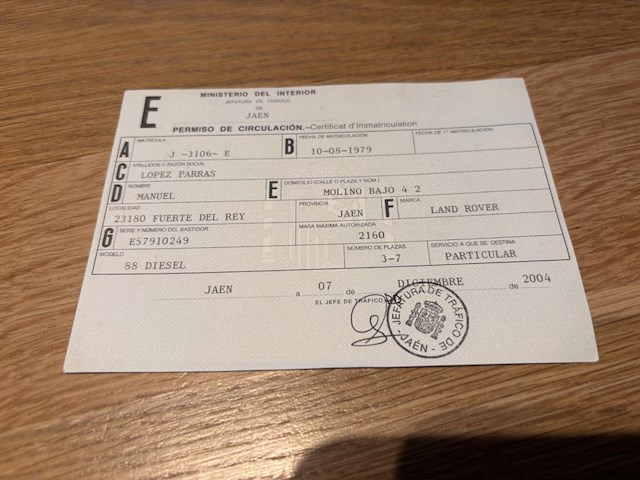 E
MINISTERIO DEL INTERIOR
JEFATURA DE TRÁFICO
DE
JAEN
PERMISO DE CIRCULACIÓN.-Certificat d'Immatriculation
A MATRICULA J -3106- E
B FECHA DE MATRICULACIÓN 10-08-1979
FECHA DE 1ª MATRICULACIÓN
C APELLIDOS O RAZÓN SOCIAL LOPEZ PARRAS
D NOMBRE MANUEL
E DOMICILIO (CALLE O PLAZA Y NÚM.) MOLINO BAJO 4 2
LOCALIDAD 23180 FUERTE DEL REY
PROVINCIA JAEN
F MARCA LAND ROVER
G SERIE Y NÚMERO DEL BASTIDOR E57910249
MASA MÁXIMA AUTORIZADA 2160
MODELO 88 DIESEL
NÚMERO DE PLAZAS 3-7
SERVICIO A QUE SE DESTINA PARTICULAR
JAEN a 07 de DICIEMBRE de 2004
EL JEFE DE TRÁFICO
JEFATURA DE TRÁFICO DE
- JAÉN -